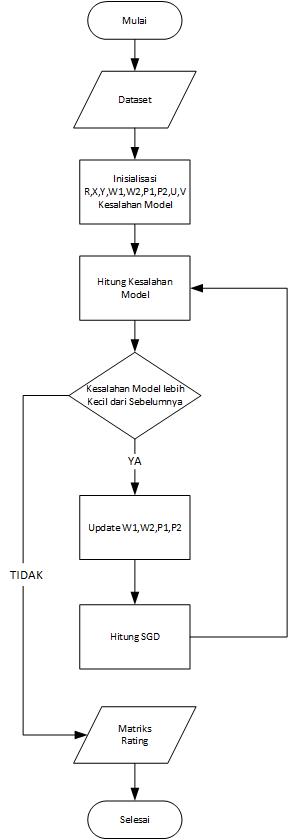 Mulai
Dataset
Inisialisasi
R,X,Y,W1,W2,P1,P2,U,V
Kesalahan Model
Hitung Kesalahan
Model
Kesalahan Model lebih
Kecil dari Sebelumnya
YA
Update W1,W2,P1,P2
TIDAK
Hitung SGD
Matriks
Rating
Selesai